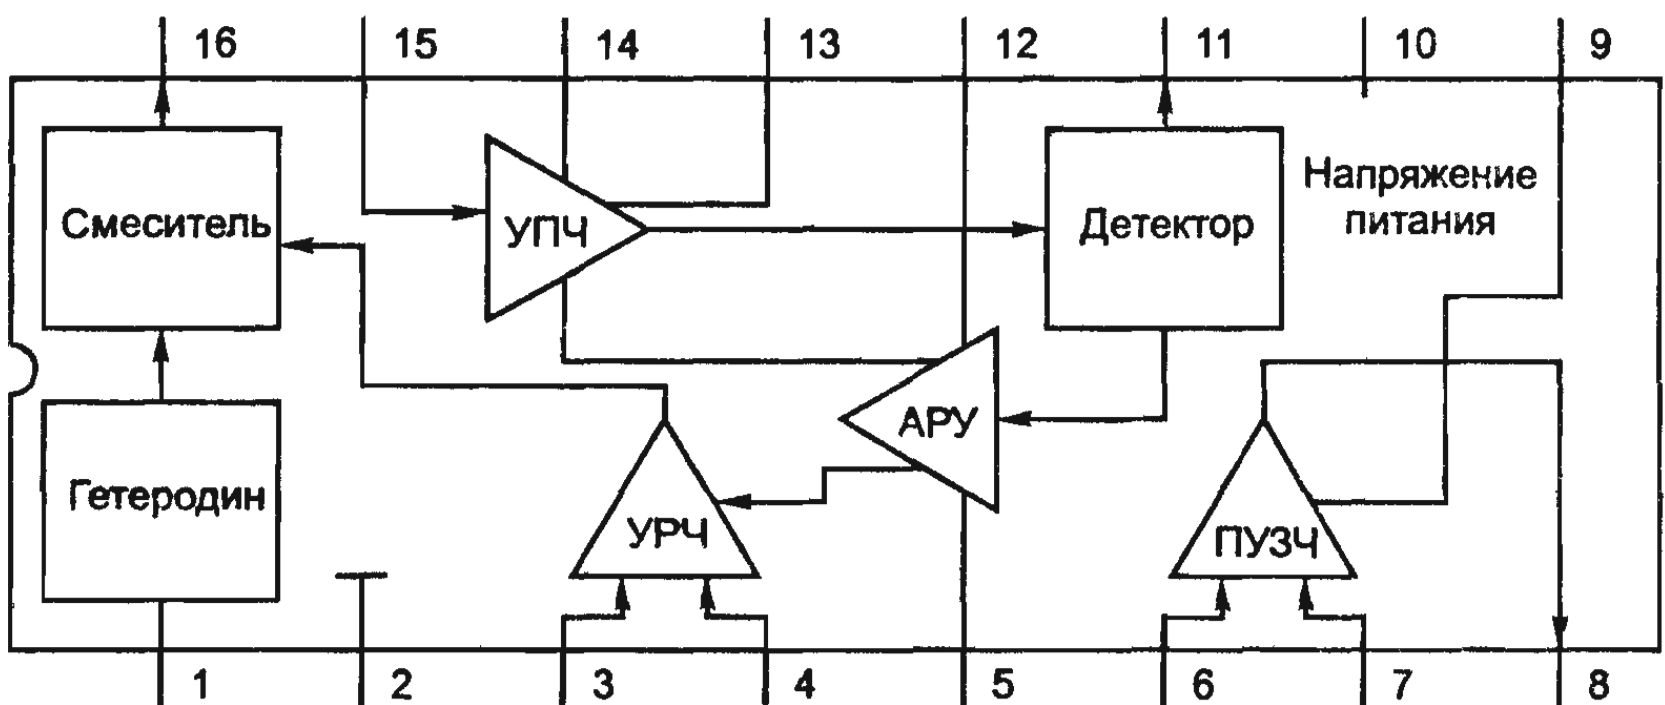 16 15 14 13 12 11 10 9
Напряжение
питания
Смеситель
УПЧ
Детектор
АРУ
Гетеродин
УРЧ
ПУЗЧ
1 2 3 4 5 6 7 8